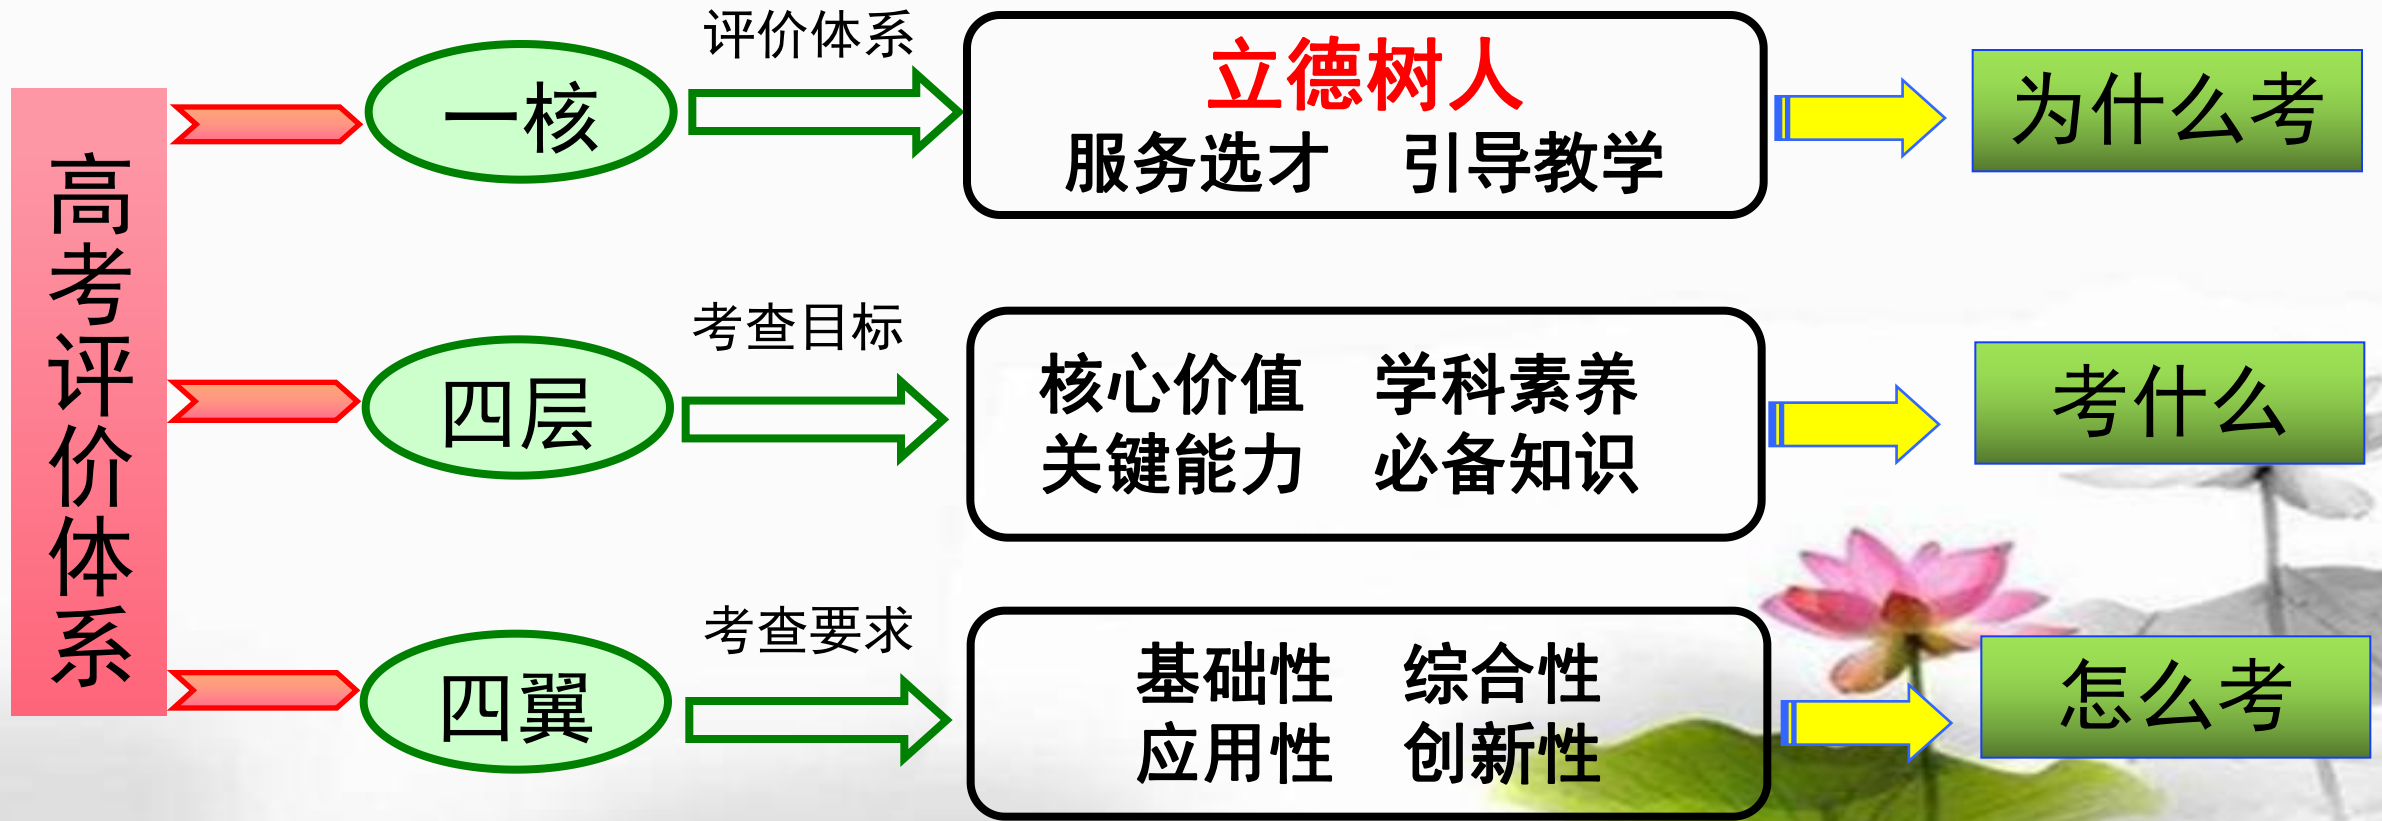 高考评价体系
一核
评价体系
立德树人
服务选才 引导教学
为什么考
四层
考查目标
核心价值 学科素养
关键能力 必备知识
考什么
四翼
考查要求
基础性 综合性
应用性 创新性
怎么考